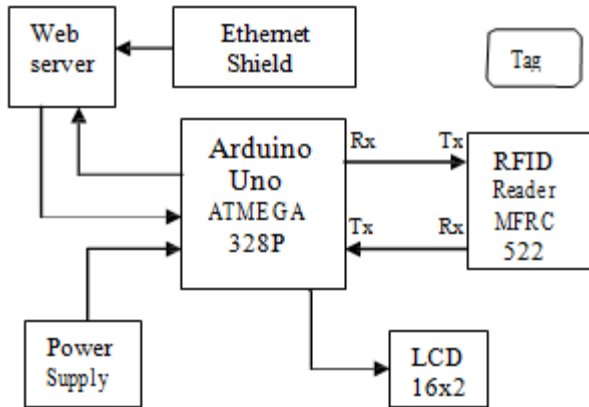 Web
server
Ethernet
Shield
Tag
Arduino
Uno
ATMEGA
328P
Rx
Tx
Tx
Rx
RFID
Reader
MFRC
522
Power
Supply
LCD
16x2